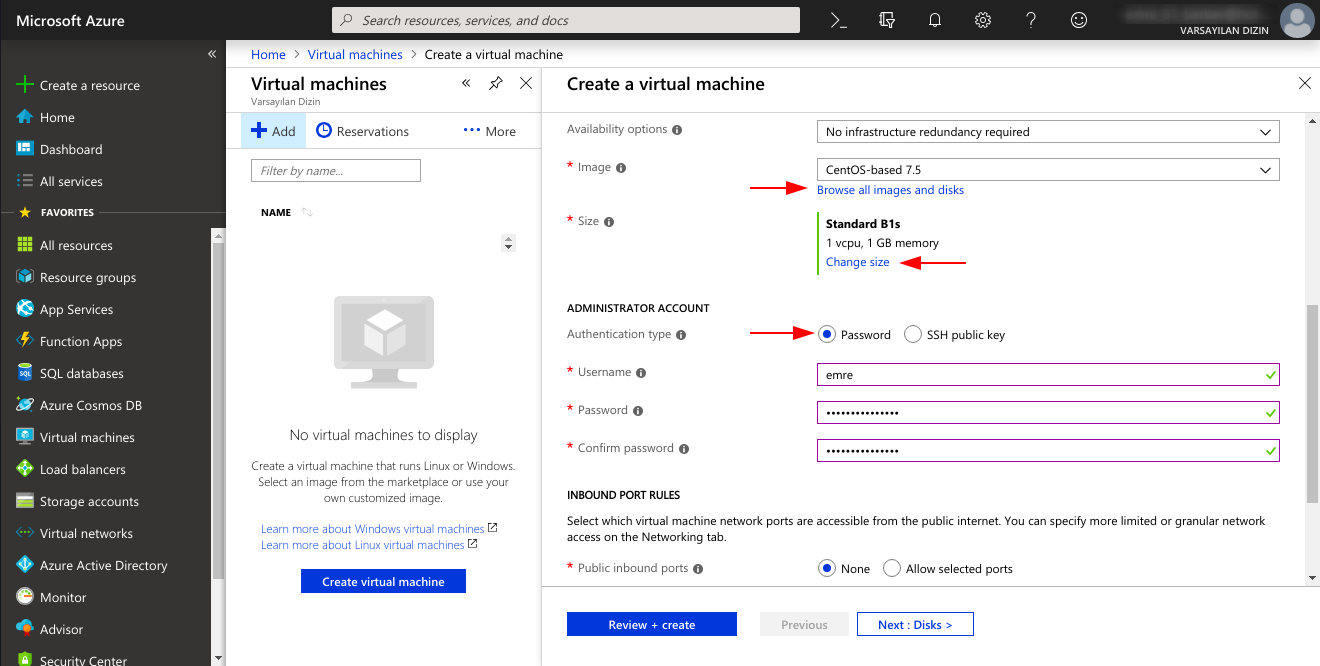 Microsoft Azure
Search resources, services, and docs
VARSAYILAN DIZIN
Create a resource
Home
Dashboard
All services
FAVORITES
All resources
Resource groups
App Services
Function Apps
SQL databases
Azure Cosmos DB
Virtual machines
Load balancers
Storage accounts
Virtual networks
Azure Active Directory
Monitor
Advisor
Security Center
Home > Virtual machines > Create a virtual machine
Virtual machines
Varsayılan Dizin
Add
Reservations
More
Filter by name...
NAME
No virtual machines to display
Create a virtual machine that runs Linux or Windows.
Select an image from the marketplace or use your
own customized image.
Learn more about Windows virtual machines
Learn more about Linux virtual machines
Create virtual machine
Create a virtual machine
Availability options
No infrastructure redundancy required
* Image
CentOS-based 7.5
Browse all images and disks
* Size
Standard B1s
1 vcpu, 1 GB memory
Change size
ADMINISTRATOR ACCOUNT
Authentication type
Password
SSH public key
* Username
emre
* Password
•••••••••••••••
* Confirm password
•••••••••••••••
INBOUND PORT RULES
Select which virtual machine network ports are accessible from the public internet. You can specify more limited or granular network
access on the Networking tab.
* Public inbound ports
None
Allow selected ports
Review + create
Previous
Next : Disks >